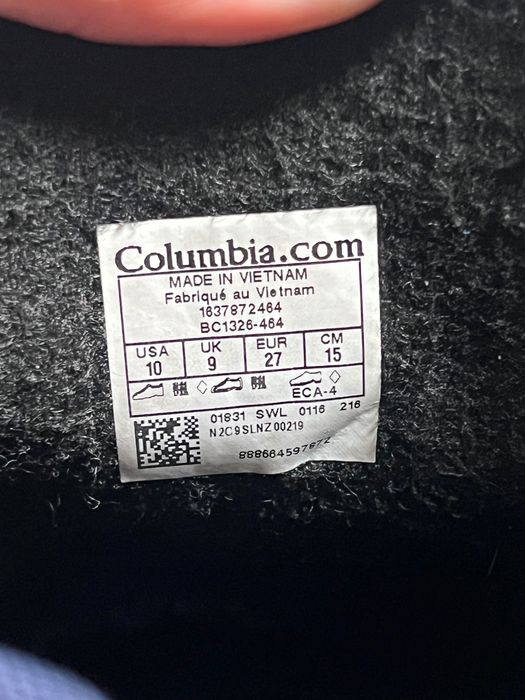 Columbia.com
MADE IN VIETNAM
Fabriqué au Vietnam
1637872464
BC1326-464
USA UK EUR CM
10 9 27 15
ECA-4
01831 SWL 0116 216
N2C9SLNZ00219
888664597872